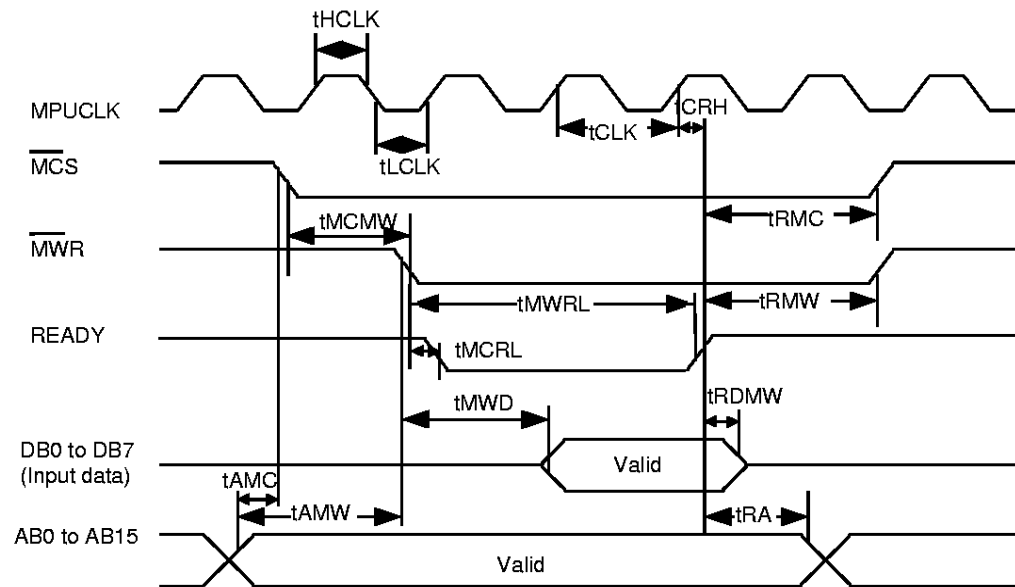 tHCLK
MPUCLK
tCRH
tCLK
tLCLK
MCS
tMCMW
tRMC
MWR
tMWRL
tRMW
READY
tMCRL
tRDMW
tMWD
DB0 to DB7
(Input data)
Valid
tAMC
tAMW
tRA
AB0 to AB15
Valid